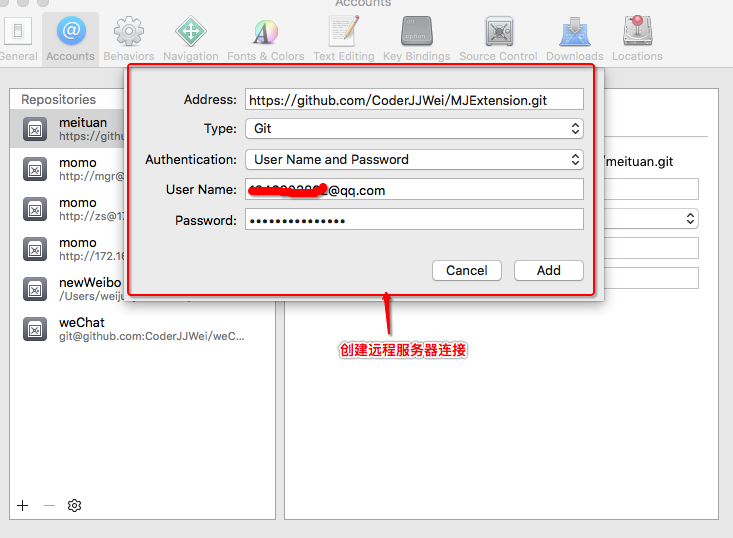 Accounts
General
Accounts
Behaviors
Navigation
Fonts & Colors
Text Editing
Key Bindings
Source Control
Downloads
Locations
Repositories
meituan
https://githu
momo
http://mgr@
momo
http://zs@17
momo
http://172.16
newWeibo
/Users/weiju
weChat
git@github.com:CoderJJWei/weC...
Address: https://github.com/CoderJJWei/MJExtension.git
Type: Git
Authentication: User Name and Password
User Name: @qq.com
Password: •••••••••••••••
Cancel
Add
/meituan.git
创建远程服务器连接